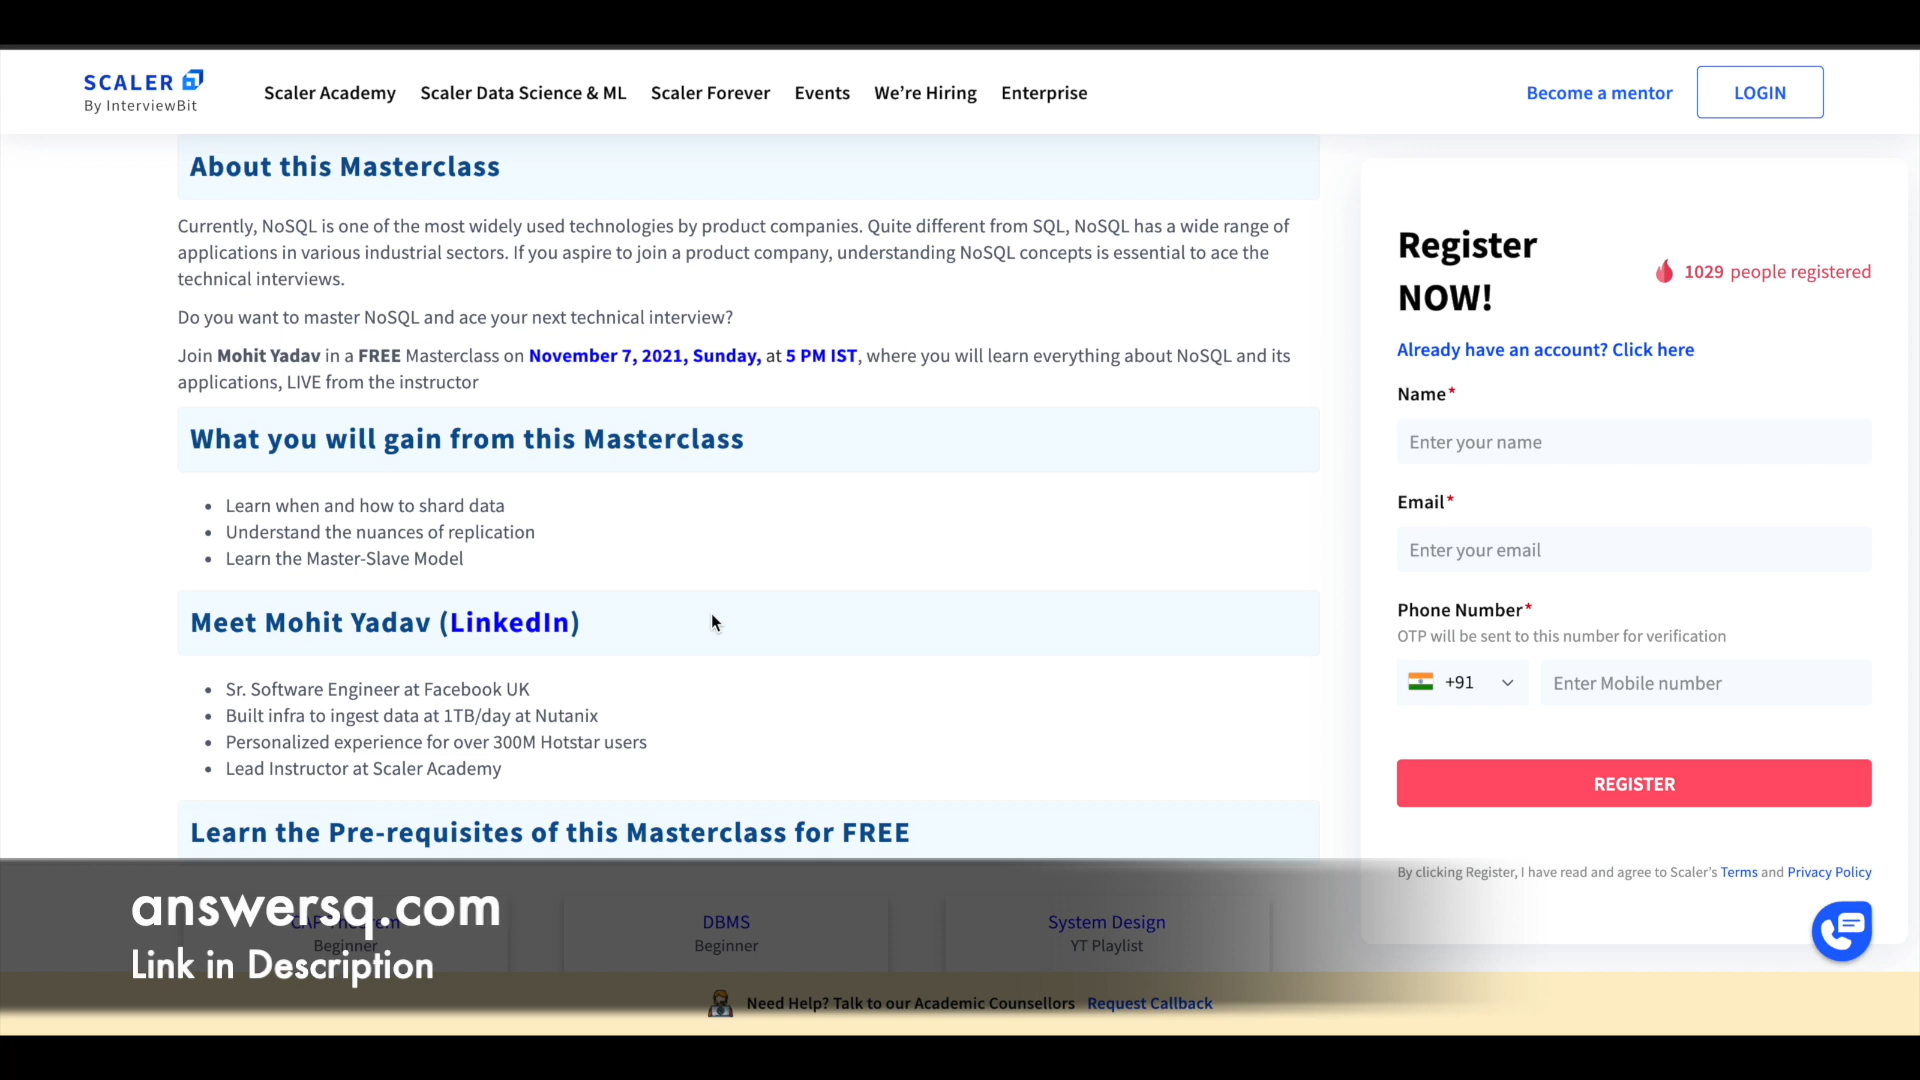 SCALER
By InterviewBit
Scaler Academy
Scaler Data Science & ML
Scaler Forever
Events
We're Hiring
Enterprise
Become a mentor
LOGIN
About this Masterclass
Currently, NoSQL is one of the most widely used technologies by product companies. Quite different from SQL, NoSQL has a wide range of
applications in various industrial sectors. If you aspire to join a product company, understanding NoSQL concepts is essential to ace the
technical interviews.
Do you want to master NoSQL and ace your next technical interview?
Join Mohit Yadav in a FREE Masterclass on November 7, 2021, Sunday, at 5 PM IST, where you will learn everything about NoSQL and its
applications, LIVE from the instructor
What you will gain from this Masterclass
• Learn when and how to shard data
• Understand the nuances of replication
• Learn the Master-Slave Model
Meet Mohit Yadav (LinkedIn)
• Sr. Software Engineer at Facebook UK
• Built infra to ingest data at 1TB/day at Nutanix
• Personalized experience for over 300M Hotstar users
• Lead Instructor at Scaler Academy
Learn the Pre-requisites of this Masterclass for FREE
CAP Theorem
Beginner
DBMS
Beginner
System Design
YT Playlist
answersq.com
Link in Description
Need Help? Talk to our Academic Counsellors Request Callback
Register
NOW!
1029 people registered
Already have an account? Click here
Name*
Enter your name
Email*
Enter your email
Phone Number*
OTP will be sent to this number for verification
+91
Enter Mobile number
REGISTER
By clicking Register, I have read and agree to Scaler's Terms and Privacy Policy